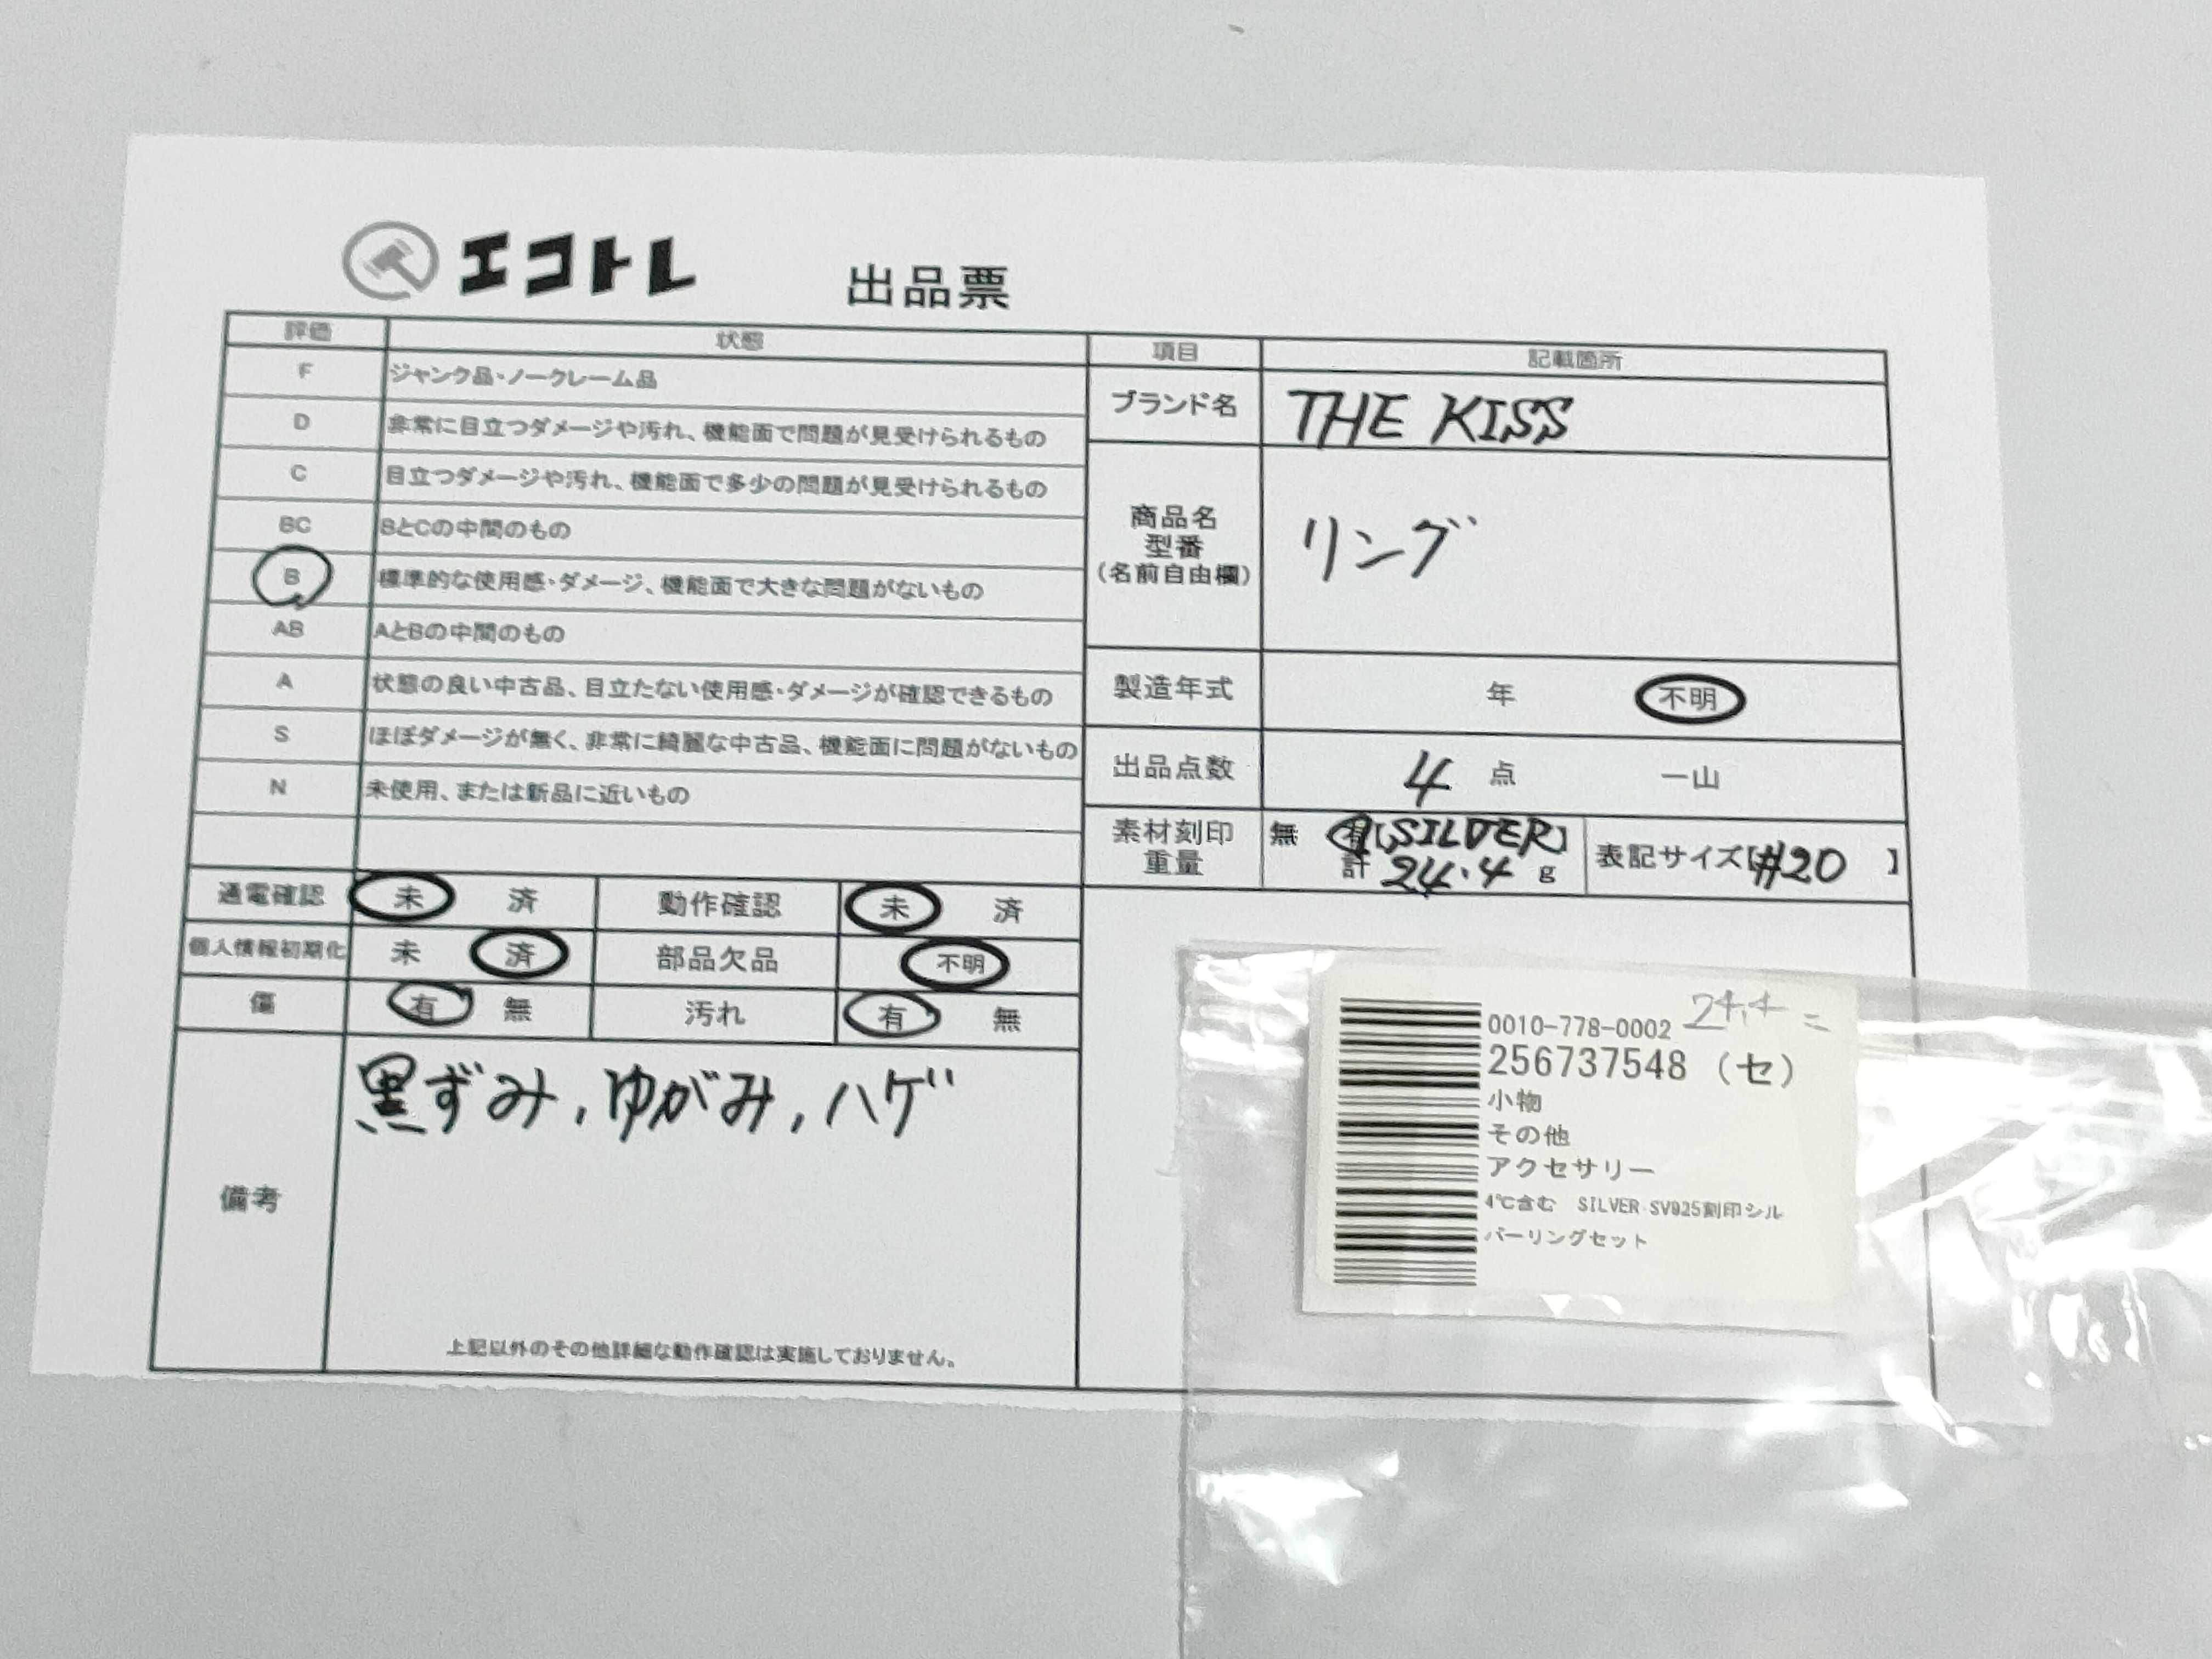 エコトレ 出品票
評価 状態
F ジャンク品・ノークレーム品
D 非常に目立つダメージや汚れ、機能面で問題が見受けられるもの
C 目立つダメージや汚れ、機能面で多少の問題が見受けられるもの
BC BとCの中間のもの
B 標準的な使用感・ダメージ、機能面で大きな問題がないもの
AB AとBの中間のもの
A 状態の良い中古品、目立たない使用感・ダメージが確認できるもの
S ほぼダメージが無く、非常に綺麗な中古品、機能面に問題がないもの
N 未使用、または新品に近いもの
項目 記載箇所
ブランド名 THE KISS
商品名
型番
(名前自由欄)
リング
製造年式 年 不明
出品点数 4 点 一山
素材刻印
重量
無 有【SILVER】
計 24.4 g
表記サイズ【#20 】
通電確認 未 済 動作確認 未 済
個人情報初期化 未 済 部品欠品 不明
傷 有 無 汚れ 有 無
備考
黒ずみ,ゆがみ,ハゲ
上記以外のその他詳細な動作確認は実施しておりません。
0010-778-0002
256737548 (セ)
小物
その他
アクセサリー
4℃含む SILVER SV925刻印シル
バーリングセット